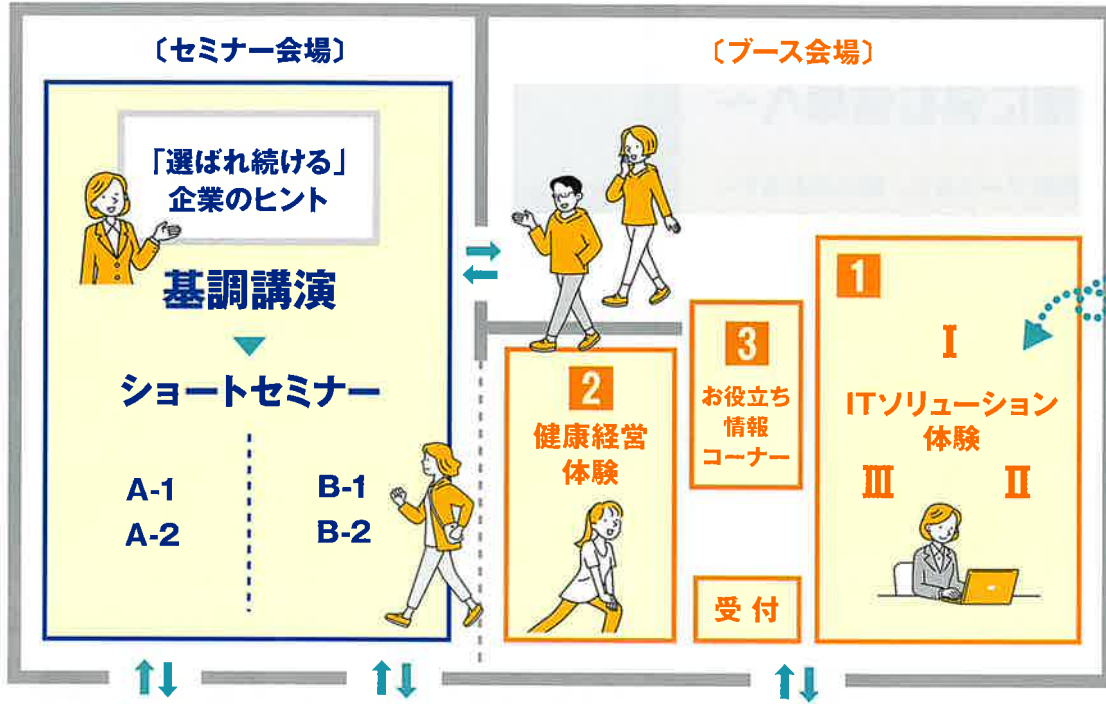 〔セミナー会場〕
「選ばれ続ける」
企業のヒント
基調講演
ショートセミナー
A-1
A-2
B-1
B-2
〔ブース会場〕
1
I
ITソリューション
体験
III
II
2
健康経営
体験
3
お役立ち
情報
コーナー
受付